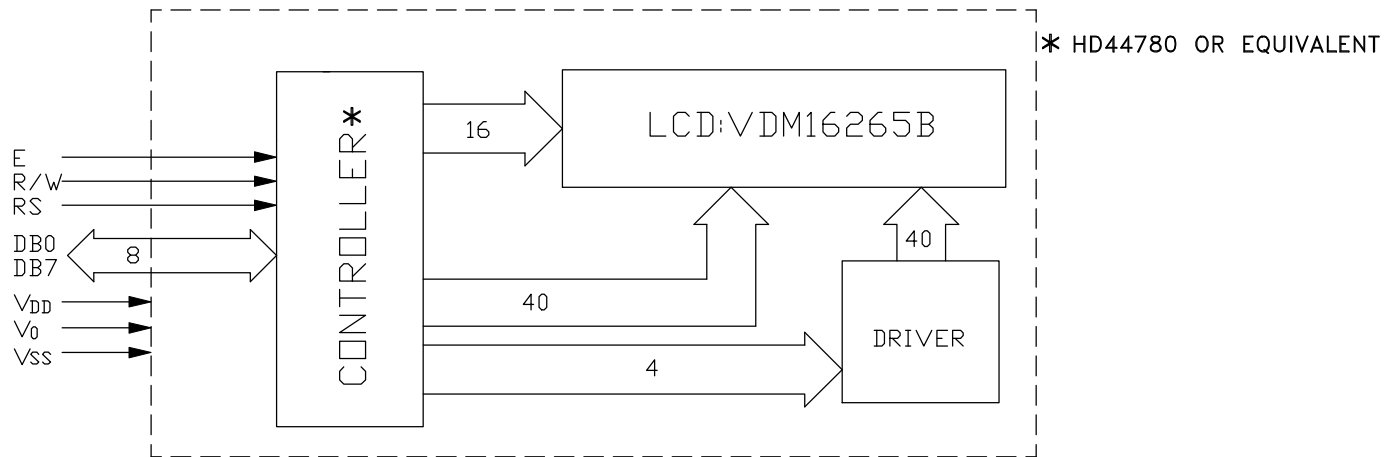 * HD44780 OR EQUIVALENT
CONTROLLER*
16
LCD:VDM16265B
E
R/W
RS
DB0
DB7
8
VDD
V0
VSS
40
40
DRIVER
4